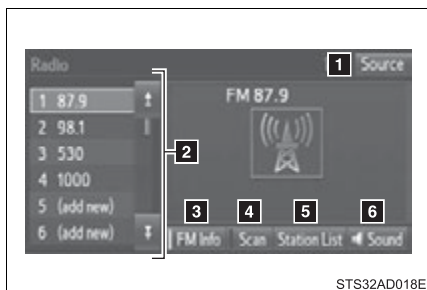 Radio
1 Source
1 87.9
2 98.1
3 530
4 1000
5 (add new)
6 (add new)
2
FM 87.9
3 4 5 6
FM Info Scan Station List Sound
STS32AD018E